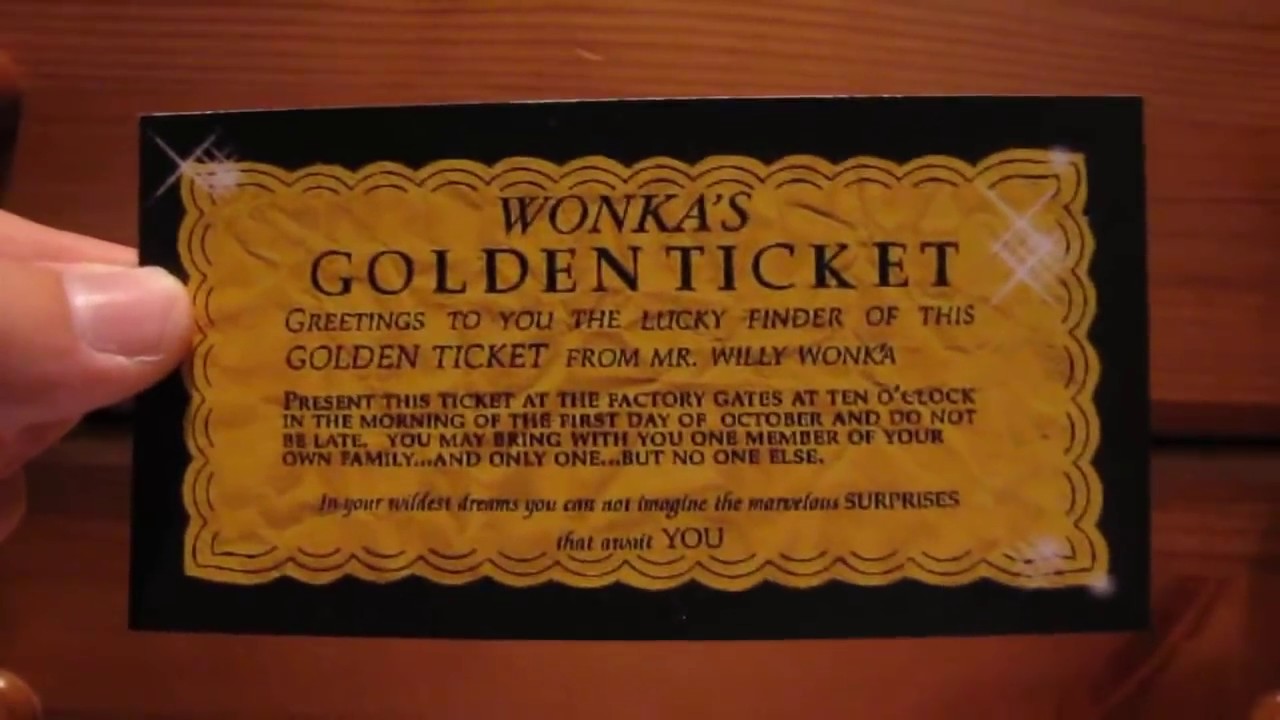 WONKA'S
GOLDEN TICKET
GREETINGS TO YOU THE LUCKY FINDER OF THIS
GOLDEN TICKET FROM MR. WILLY WONKA
PRESENT THIS TICKET AT THE FACTORY GATES AT TEN O'CLOCK
IN THE MORNING OF THE FIRST DAY OF OCTOBER AND DO NOT
BE LATE. YOU MAY BRING WITH YOU ONE MEMBER OF YOUR
OWN FAMILY...AND ONLY ONE...BUT NO ONE ELSE.
In your wildest dreams you can not imagine the marvelous SURPRISES
that await YOU